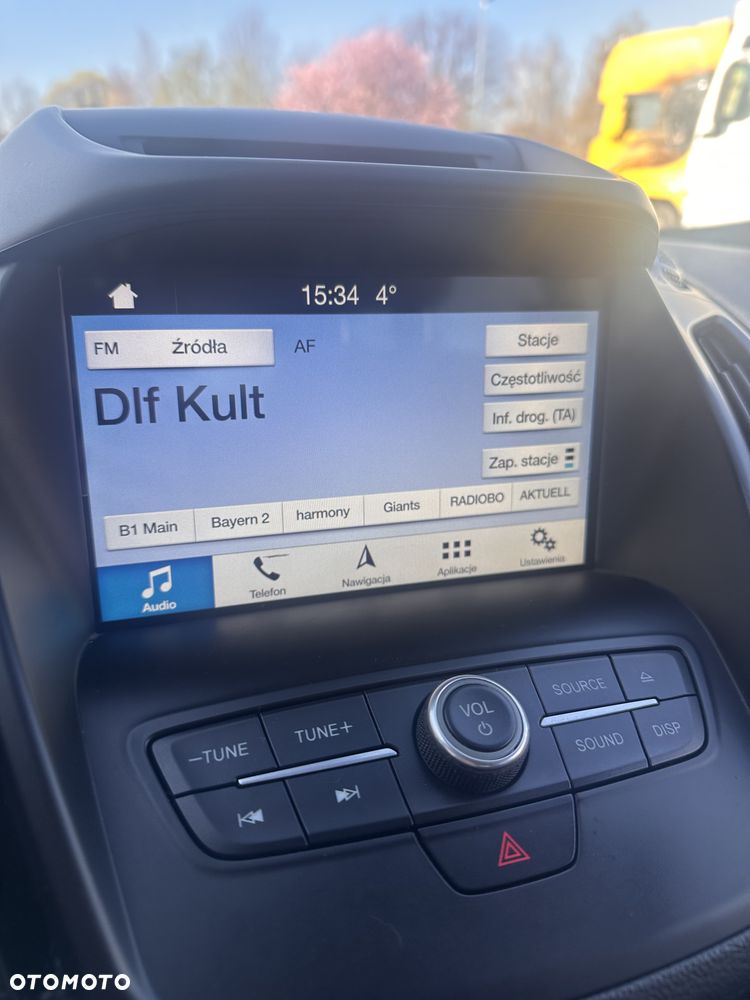 15:34 4°
FM Źródła AF
Stacje
Częstotliwość
Dlf Kult
Inf. drog. (TA)
Zap. stacje
B1 Main Bayern 2 harmony Giants RADIOBO AKTUELL
Audio Telefon Nawigacja Aplikacje Ustawienia
VOL
SOURCE
–TUNE TUNE+
SOUND DISP
OTOMOTO